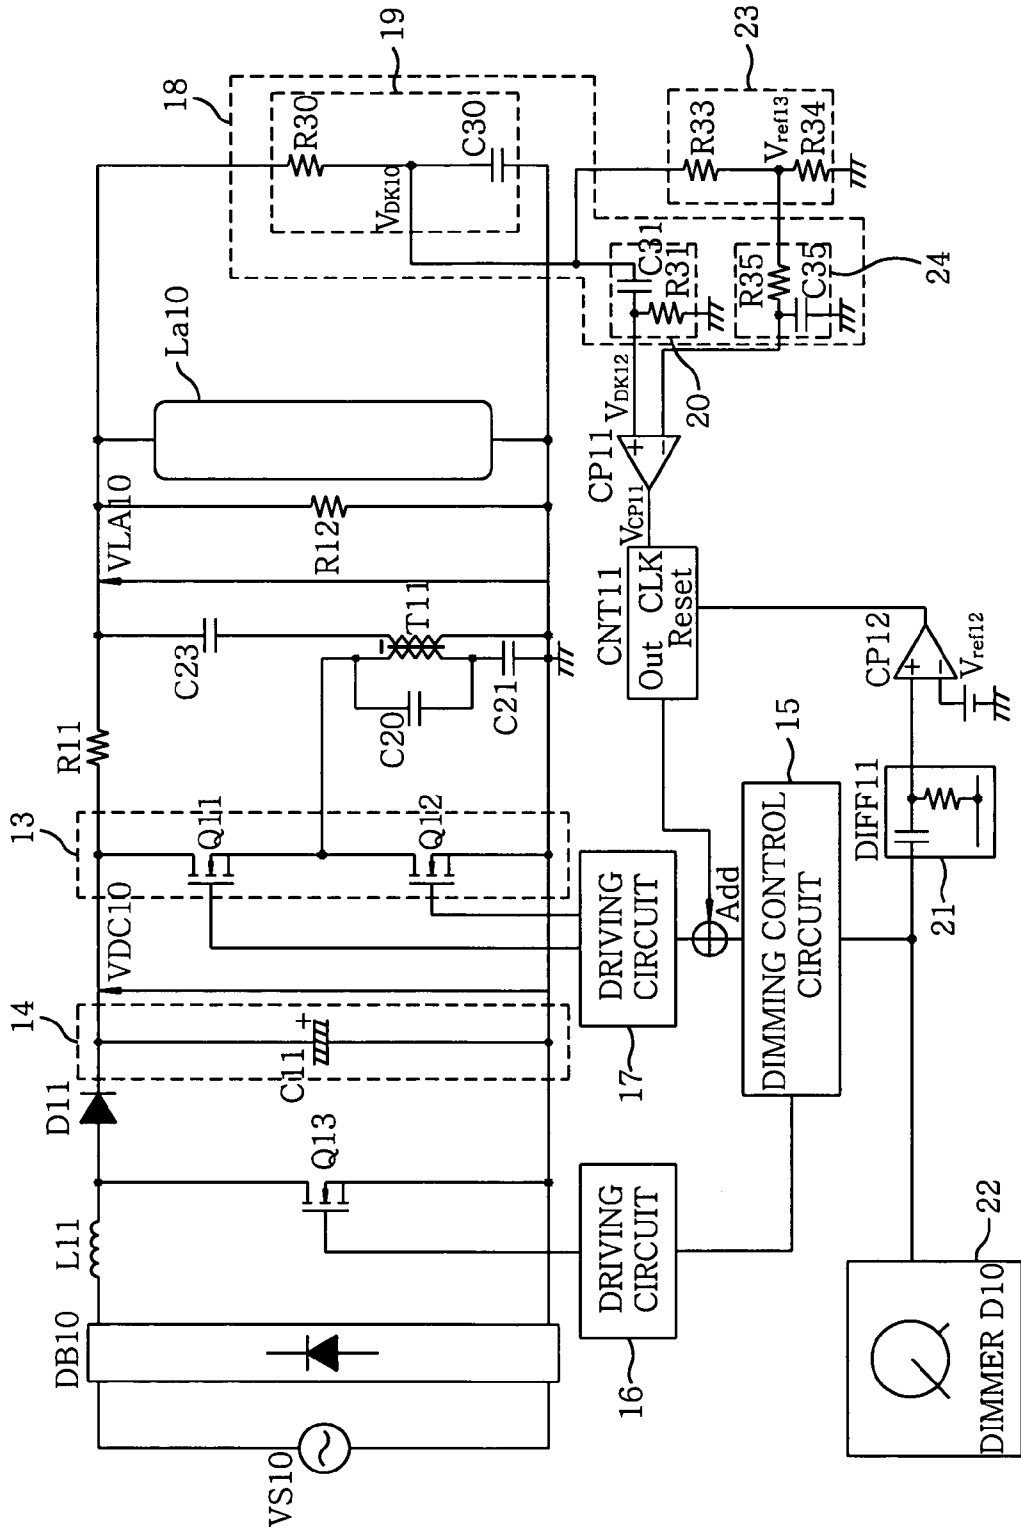 VS10
DB10
L11
D11
Q13
14
C11
+
VDC10
13
Q11
Q12
R11
C23
C20
T11
C21
VLA10
R12
La10
18
19
R30
VDK10
C30
23
R33
Vref13
R34
C31
R31
20
R35
C35
24
VDK12
CP11
+
−
VCP11
CNT11
Out CLK
Reset
CP12
+
−
Vref12
DIFF11
21
15
DIMMING CONTROL
CIRCUIT
Add
DRIVING
CIRCUIT
17
DRIVING
CIRCUIT
16
22
DIMMER D10